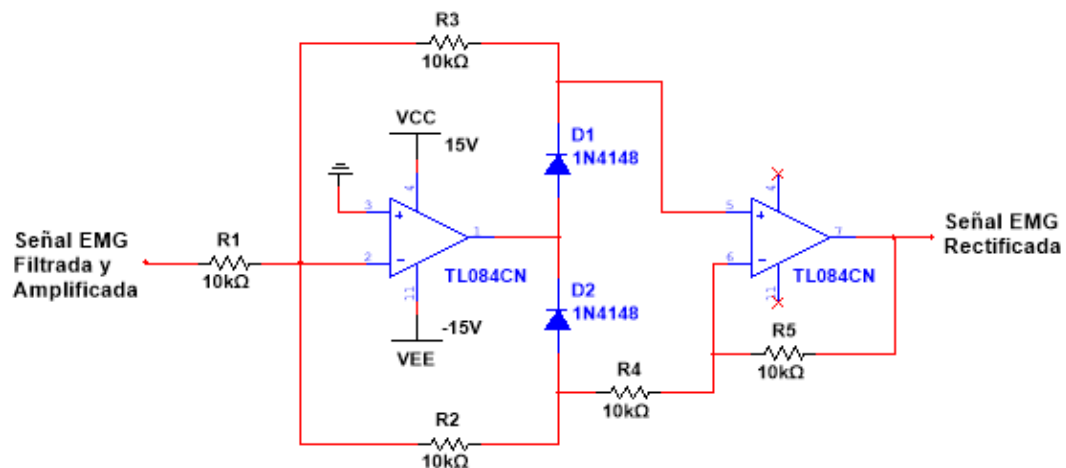 R3
10kΩ
VCC
15V
D1
1N4148
4
3
+
1
2
−
11
TL084CN
-15V
VEE
Señal EMG
Filtrada y
Amplificada
R1
10kΩ
D2
1N4148
4
5
+
7
6
−
11
TL084CN
Señal EMG
Rectificada
R5
10kΩ
R4
10kΩ
R2
10kΩ